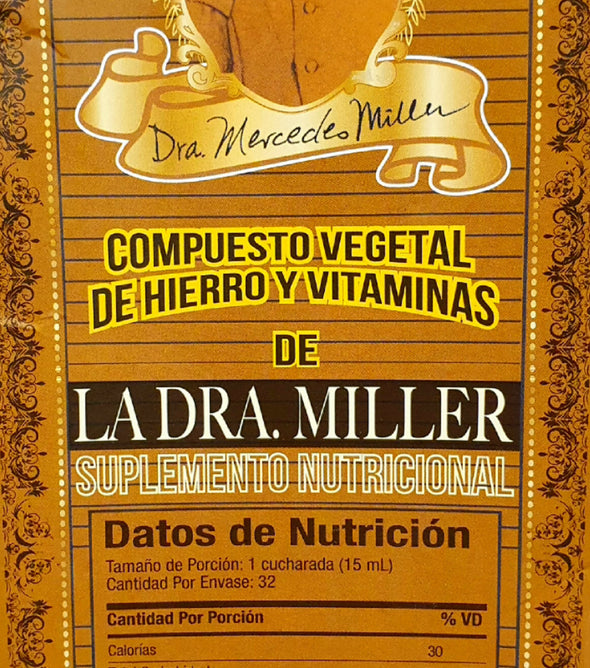 Dra. Mercedes Miller
COMPUESTO VEGETAL
DE HIERRO Y VITAMINAS
DE
LA DRA. MILLER
SUPLEMENTO NUTRICIONAL
Datos de Nutrición
Tamaño de Porción: 1 cucharada (15 mL)
Cantidad Por Envase: 32
Cantidad Por Porción % VD
Calorías 30